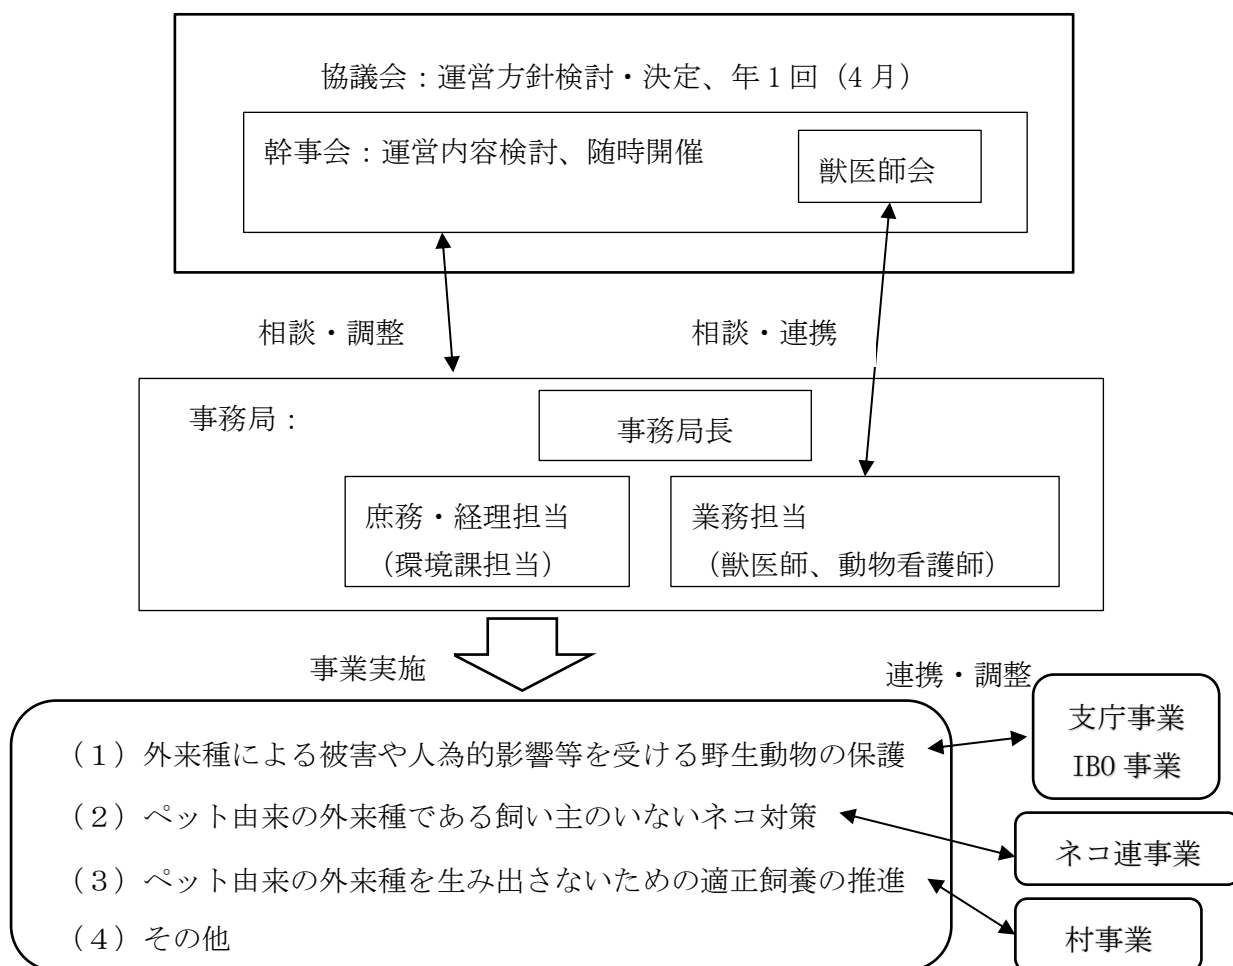 協議会：運営方針検討・決定、年１回（4月）
幹事会：運営内容検討、随時開催
獣医師会
相談・調整
相談・連携
事務局：
事務局長
庶務・経理担当
（環境課担当）
業務担当
（獣医師、動物看護師）
事業実施
連携・調整
（１）外来種による被害や人為的影響等を受ける野生動物の保護
（２）ペット由来の外来種である飼い主のいないネコ対策
（３）ペット由来の外来種を生み出さないための適正飼養の推進
（４）その他
支庁事業
IBO事業
ネコ連事業
村事業